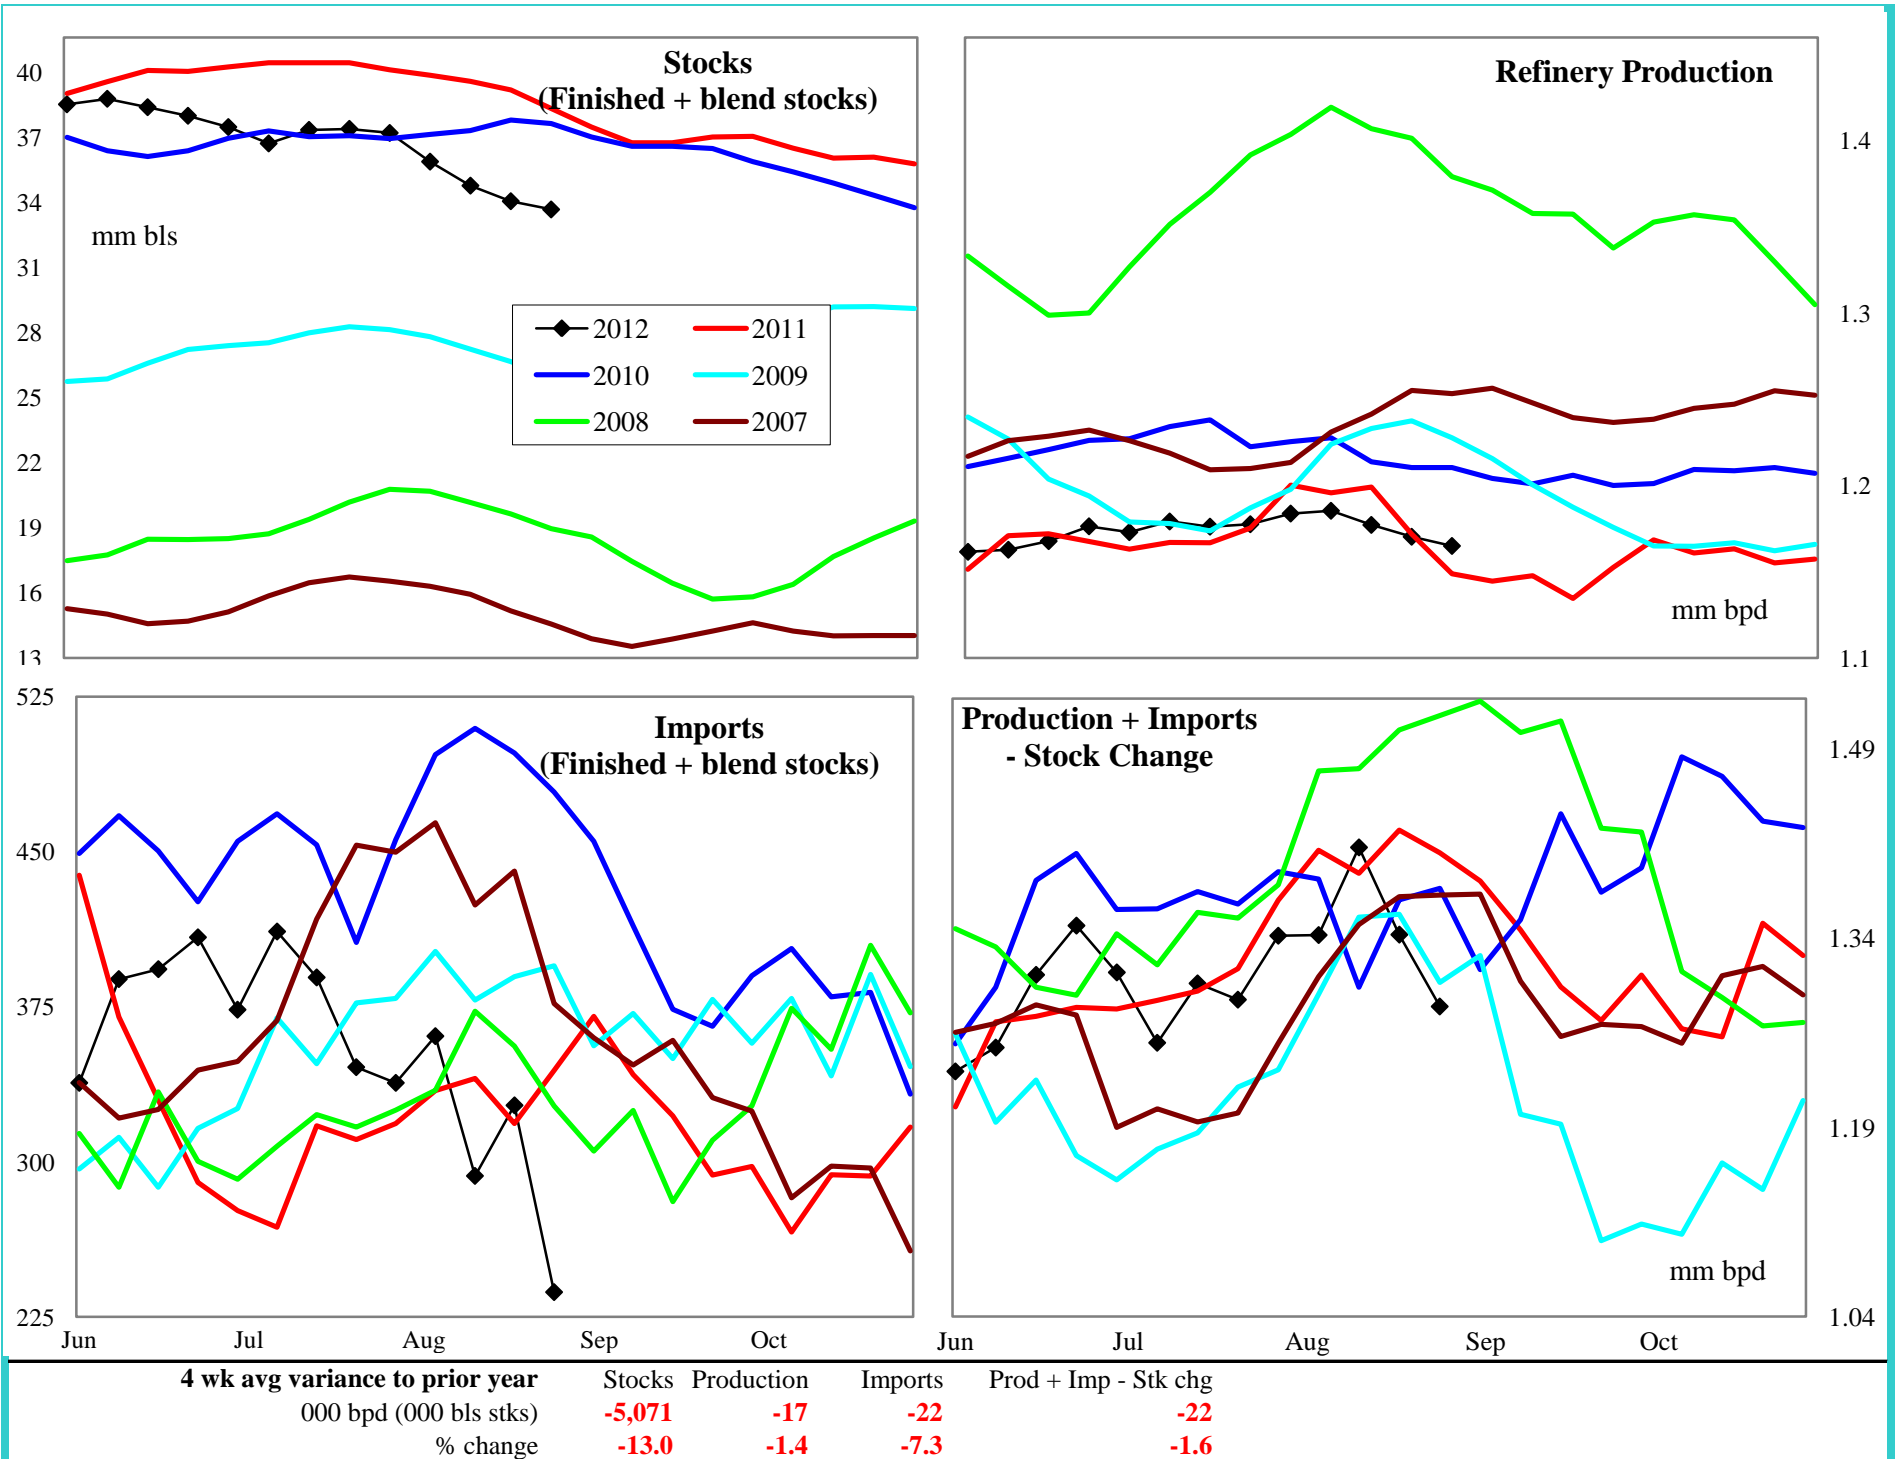 Stocks
(Finished + blend stocks)
40
37
34
31
28
25
22
19
16
13
mm bls
2012
2011
2010
2009
2008
2007
Refinery Production
1.4
1.3
1.2
1.1
mm bpd
Imports
(Finished + blend stocks)
525
450
375
300
225
Jun
Jul
Aug
Sep
Oct
Production + Imports
- Stock Change
1.49
1.34
1.19
1.04
mm bpd
Jun
Jul
Aug
Sep
Oct
4 wk avg variance to prior year Stocks Production Imports Prod + Imp - Stk chg
000 bpd (000 bls stks) -5,071 -17 -22 -22
% change -13.0 -1.4 -7.3 -1.6